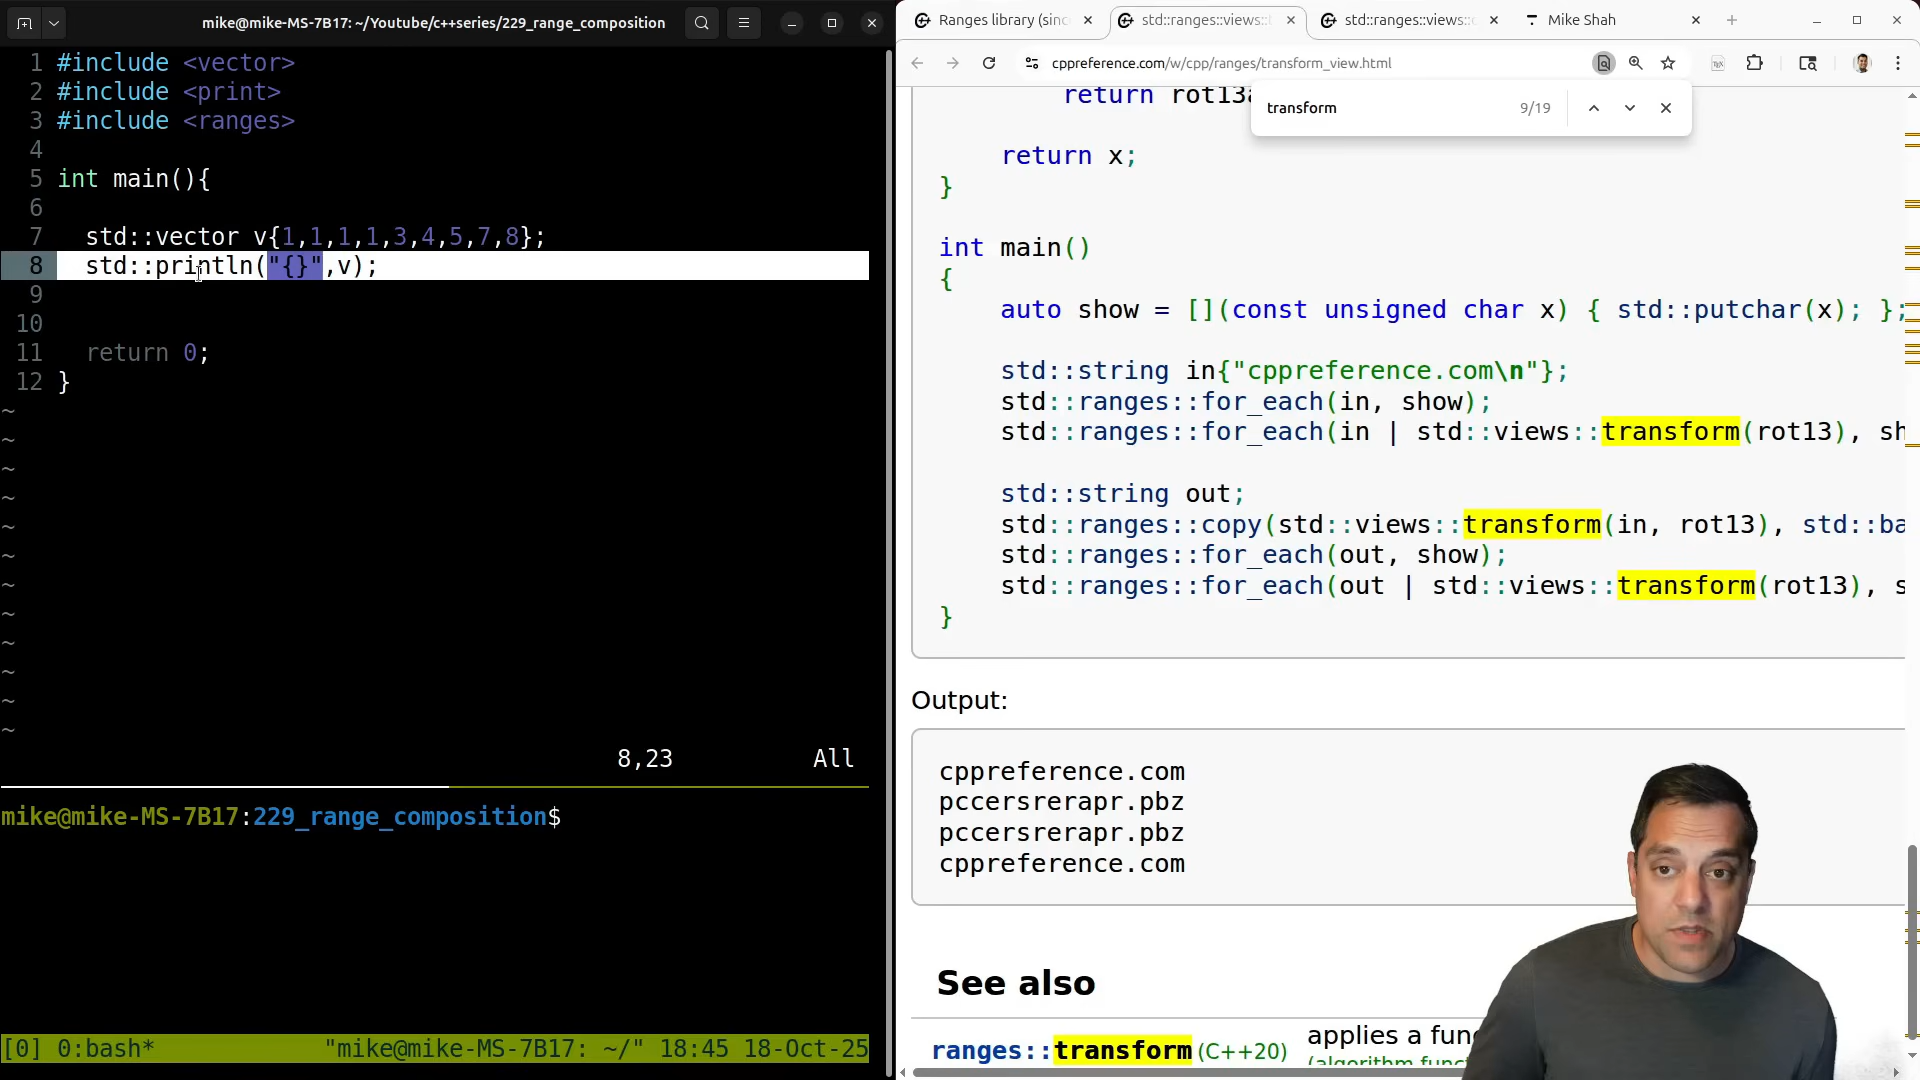 mike@mike-MS-7B17: ~/Youtube/c++series/229_range_composition
1 #include <vector>
2 #include <print>
3 #include <ranges>
4
5 int main(){
6
7 std::vector v{1,1,1,1,3,4,5,7,8};
8 std::println("{}",v);
9
10
11 return 0;
12 }
~
~
~
~
~
~
~
~
~
~
~
~
8,23 All
mike@mike-MS-7B17:229_range_composition$
[0] 0:bash* "mike@mike-MS-7B17: ~/" 18:45 18-Oct-25
Ranges library (sinc
std::ranges::views::
std::ranges::views::
Mike Shah
cppreference.com/w/cpp/ranges/transform_view.html
transform 9/19
return rot13
return x;
}
int main()
{
auto show = [](const unsigned char x) { std::putchar(x); };
std::string in{"cppreference.com\n"};
std::ranges::for_each(in, show);
std::ranges::for_each(in | std::views::transform(rot13), sh
std::string out;
std::ranges::copy(std::views::transform(in, rot13), std::ba
std::ranges::for_each(out, show);
std::ranges::for_each(out | std::views::transform(rot13), s
}
Output:
cppreference.com
pccersrerapr.pbz
pccersrerapr.pbz
cppreference.com
See also
ranges::transform (C++20)
applies a fun